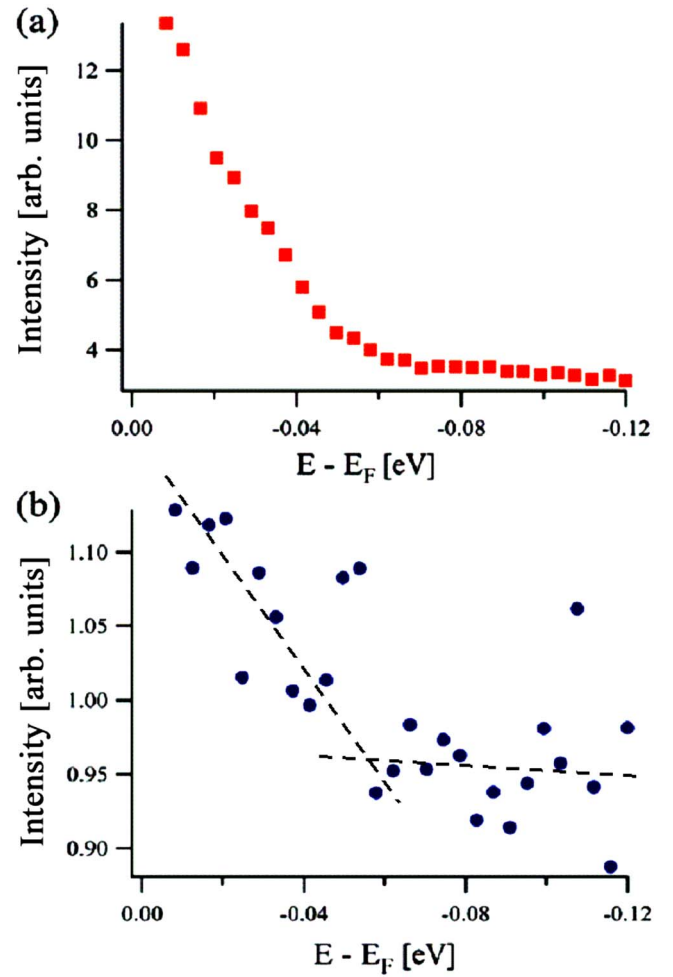 (a)
Intensity [arb. units]
12
10
8
6
4
0.00 -0.04 -0.08 -0.12
E - E_F [eV]
(b)
Intensity [arb. units]
1.10
1.05
1.00
0.95
0.90
0.00 -0.04 -0.08 -0.12
E - E_F [eV]